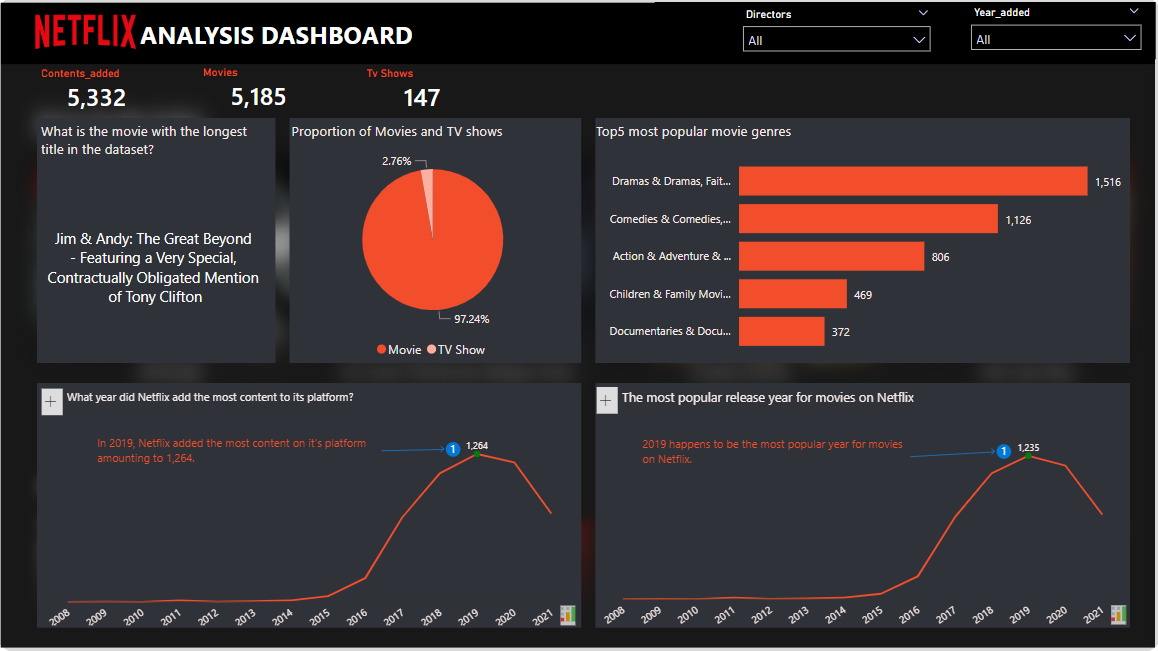 NETFLIX ANALYSIS DASHBOARD
Directors
All
Year_added
All
Contents_added
5,332
Movies
5,185
Tv Shows
147
What is the movie with the longest
title in the dataset?
Jim & Andy: The Great Beyond
- Featuring a Very Special,
Contractually Obligated Mention
of Tony Clifton
Proportion of Movies and TV shows
2.76%
97.24%
Movie TV Show
Top5 most popular movie genres
Dramas & Dramas, Fait... 1,516
Comedies & Comedies,... 1,126
Action & Adventure & ... 806
Children & Family Movi... 469
Documentaries & Docu... 372
+ What year did Netflix add the most content to its platform?
In 2019, Netflix added the most content on it's platform
amounting to 1,264.
1 1,264
2008 2009 2010 2011 2012 2013 2014 2015 2016 2017 2018 2019 2020 2021
+ The most popular release year for movies on Netflix
2019 happens to be the most popular year for movies
on Netflix.
1 1,235
2008 2009 2010 2011 2012 2013 2014 2015 2016 2017 2018 2019 2020 2021